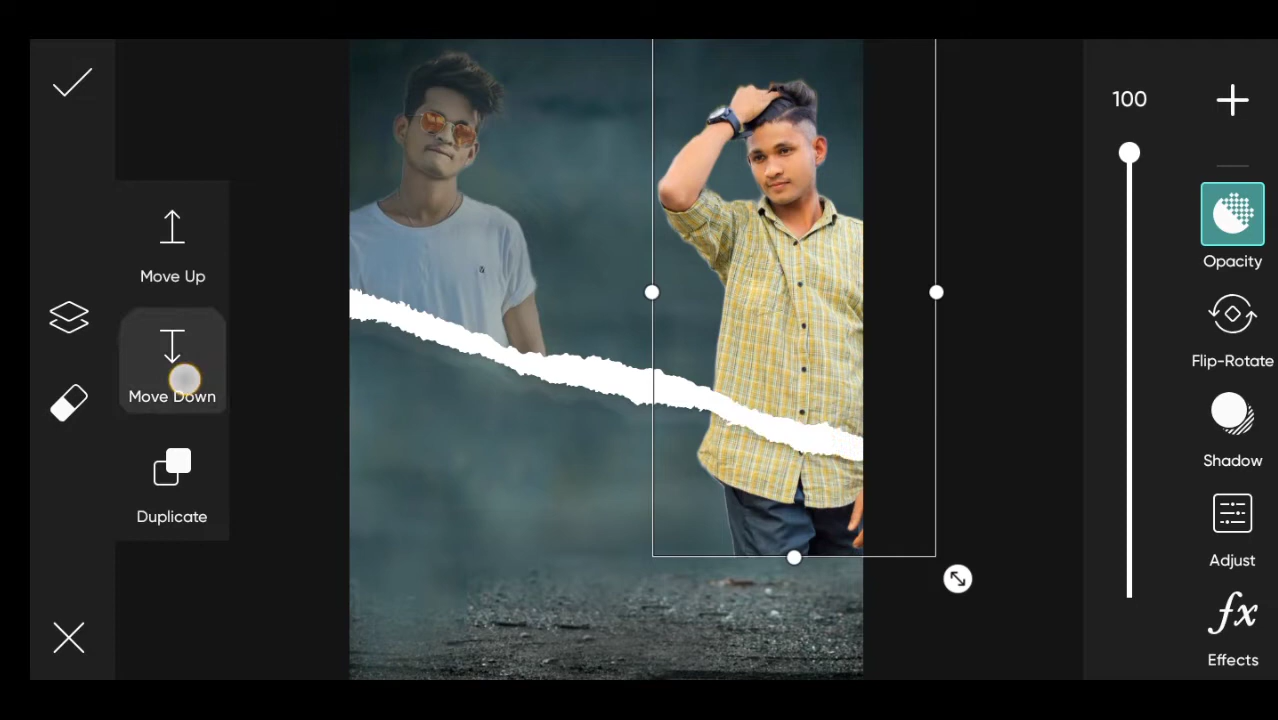 100
Move Up
Opacity
Flip-Rotate
Move Down
Shadow
Duplicate
Adjust
fx
Effects